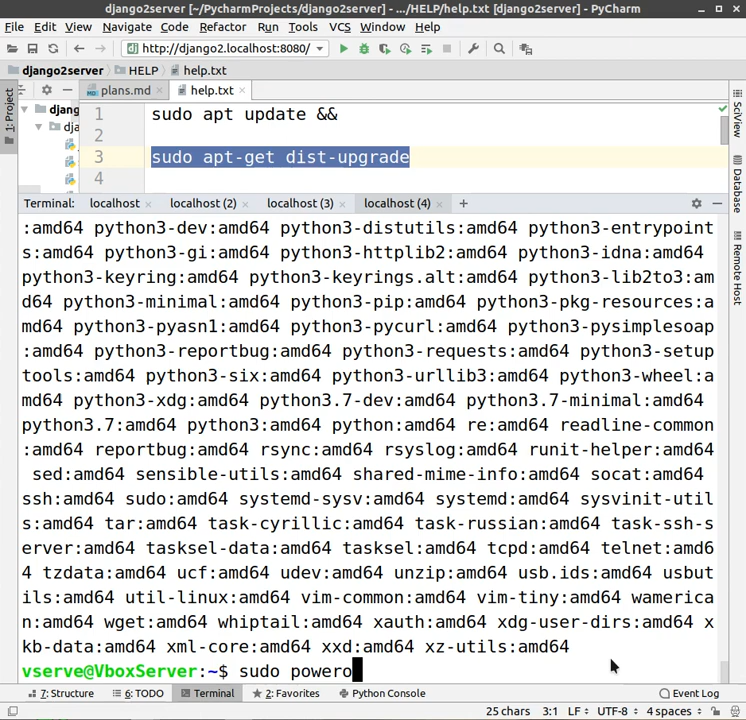 django2server [~/PycharmProjects/django2server] - .../HELP/help.txt [django2server] - PyCharm
File Edit View Navigate Code Refactor Run Tools VCS Window Help
http://django2.localhost:8080/
django2server HELP help.txt
plans.md help.txt
1: Project
djang
dja
1 sudo apt update &&
2
3 sudo apt-get dist-upgrade
4
SciView
Database
Remote Host
Terminal: localhost localhost (2) localhost (3) localhost (4) +
:amd64 python3-dev:amd64 python3-distutils:amd64 python3-entrypoint
s:amd64 python3-gi:amd64 python3-httplib2:amd64 python3-idna:amd64
python3-keyring:amd64 python3-keyrings.alt:amd64 python3-lib2to3:am
d64 python3-minimal:amd64 python3-pip:amd64 python3-pkg-resources:a
md64 python3-pyasn1:amd64 python3-pycurl:amd64 python3-pysimplesoap
:amd64 python3-reportbug:amd64 python3-requests:amd64 python3-setup
tools:amd64 python3-six:amd64 python3-urllib3:amd64 python3-wheel:a
md64 python3-xdg:amd64 python3.7-dev:amd64 python3.7-minimal:amd64
python3.7:amd64 python3:amd64 python:amd64 re:amd64 readline-common
:amd64 reportbug:amd64 rsync:amd64 rsyslog:amd64 runit-helper:amd64
sed:amd64 sensible-utils:amd64 shared-mime-info:amd64 socat:amd64
ssh:amd64 sudo:amd64 systemd-sysv:amd64 systemd:amd64 sysvinit-util
s:amd64 tar:amd64 task-cyrillic:amd64 task-russian:amd64 task-ssh-s
erver:amd64 tasksel-data:amd64 tasksel:amd64 tcpd:amd64 telnet:amd6
4 tzdata:amd64 ucf:amd64 udev:amd64 unzip:amd64 usb.ids:amd64 usbut
ils:amd64 util-linux:amd64 vim-common:amd64 vim-tiny:amd64 wamerica
n:amd64 wget:amd64 whiptail:amd64 xauth:amd64 xdg-user-dirs:amd64 x
kb-data:amd64 xml-core:amd64 xxd:amd64 xz-utils:amd64
vserve@VboxServer:~$ sudo powero
7: Structure 6: TODO Terminal 2: Favorites Python Console Event Log
25 chars 3:1 LF UTF-8 4 spaces